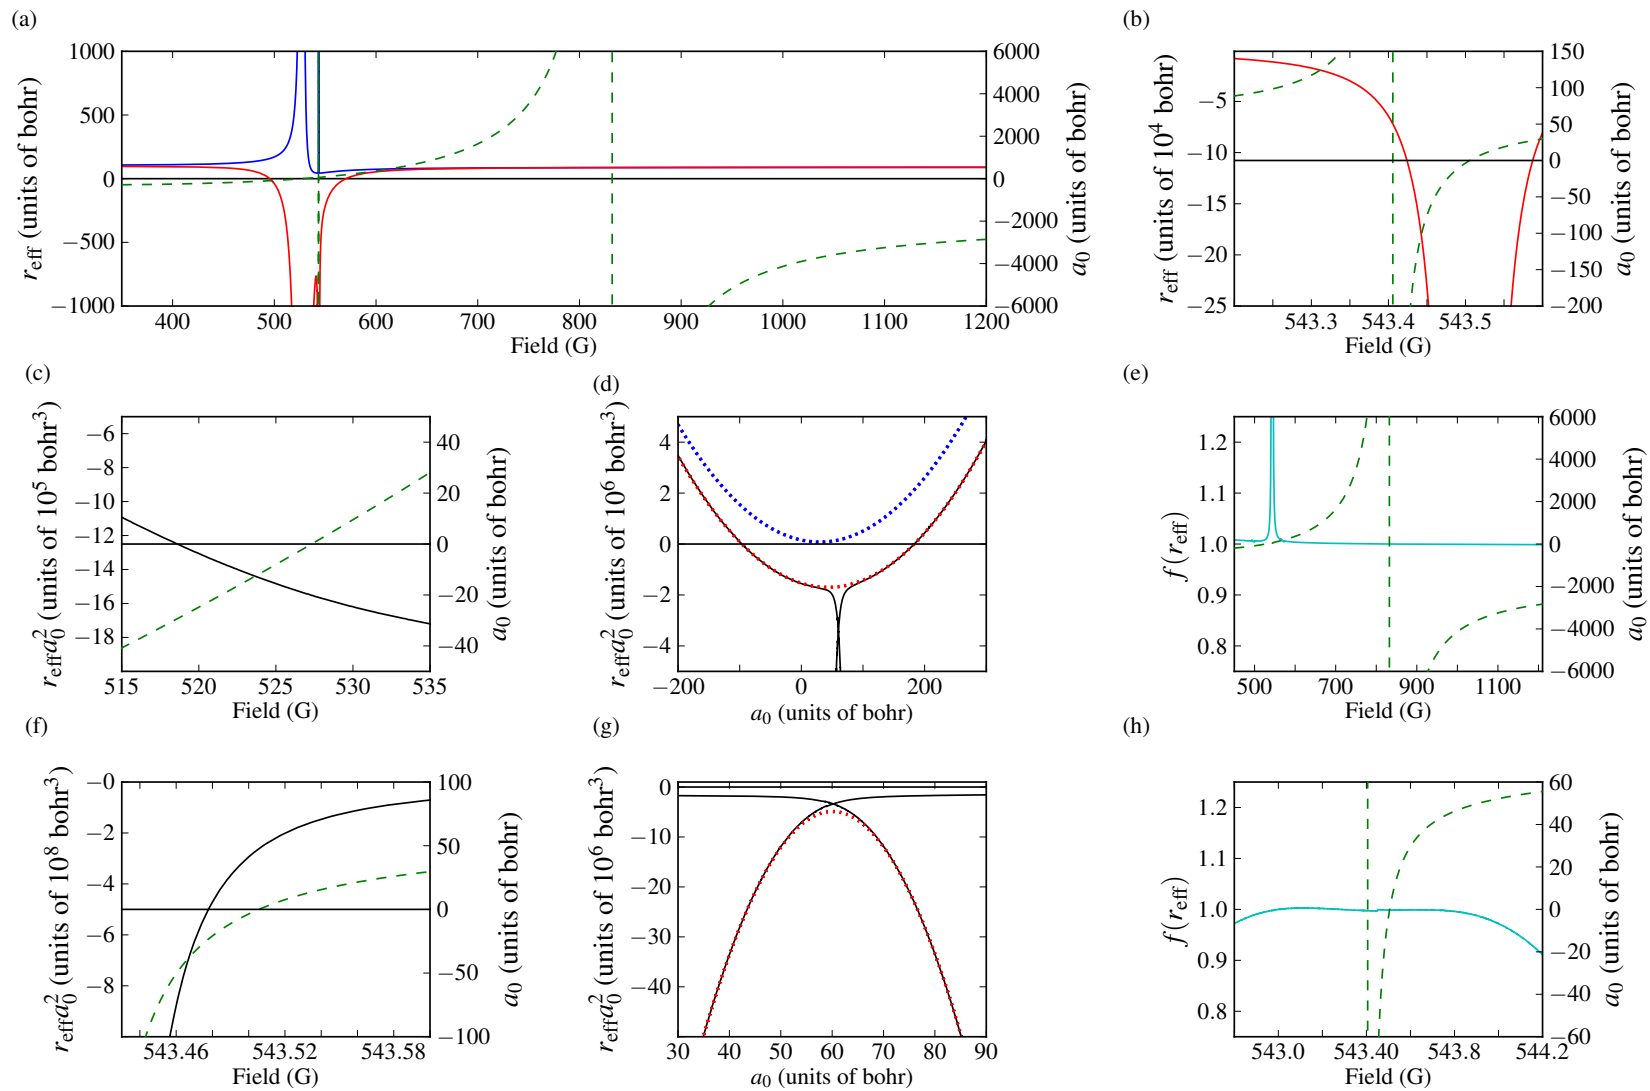 (a)
1000
500
0
−500
−1000
r_eff (units of bohr)
6000
2000
0
−2000
−6000
a_0 (units of bohr)
400 500 600 700 800 900 1000 1100 1200
Field (G)
(b)
−5
−10
−15
−20
−25
r_eff (units of 10^4 bohr)
150
100
50
0
−50
−100
−150
−200
a_0 (units of bohr)
543.3 543.4 543.5
Field (G)
(c)
−6
−8
−10
−12
−14
−16
−18
r_eff a_0^2 (units of 10^5 bohr^3)
40
20
0
−20
−40
a_0 (units of bohr)
515 520 525 530 535
Field (G)
(d)
4
2
0
−2
−4
r_eff a_0^2 (units of 10^6 bohr^3)
−200 0 200
a_0 (units of bohr)
(e)
1.2
1.1
1.0
0.9
0.8
f(r_eff)
6000
4000
2000
0
−2000
−4000
−6000
a_0 (units of bohr)
500 700 900 1100
Field (G)
(f)
−0
−2
−4
−6
−8
r_eff a_0^2 (units of 10^8 bohr^3)
100
50
0
−50
−100
a_0 (units of bohr)
543.46 543.52 543.58
Field (G)
(g)
0
−10
−20
−30
−40
r_eff a_0^2 (units of 10^6 bohr^3)
30 40 50 60 70 80 90
a_0 (units of bohr)
(h)
1.2
1.1
1.0
0.9
0.8
f(r_eff)
60
40
20
0
−20
−40
−60
a_0 (units of bohr)
543.0 543.40 543.8 544.2
Field (G)